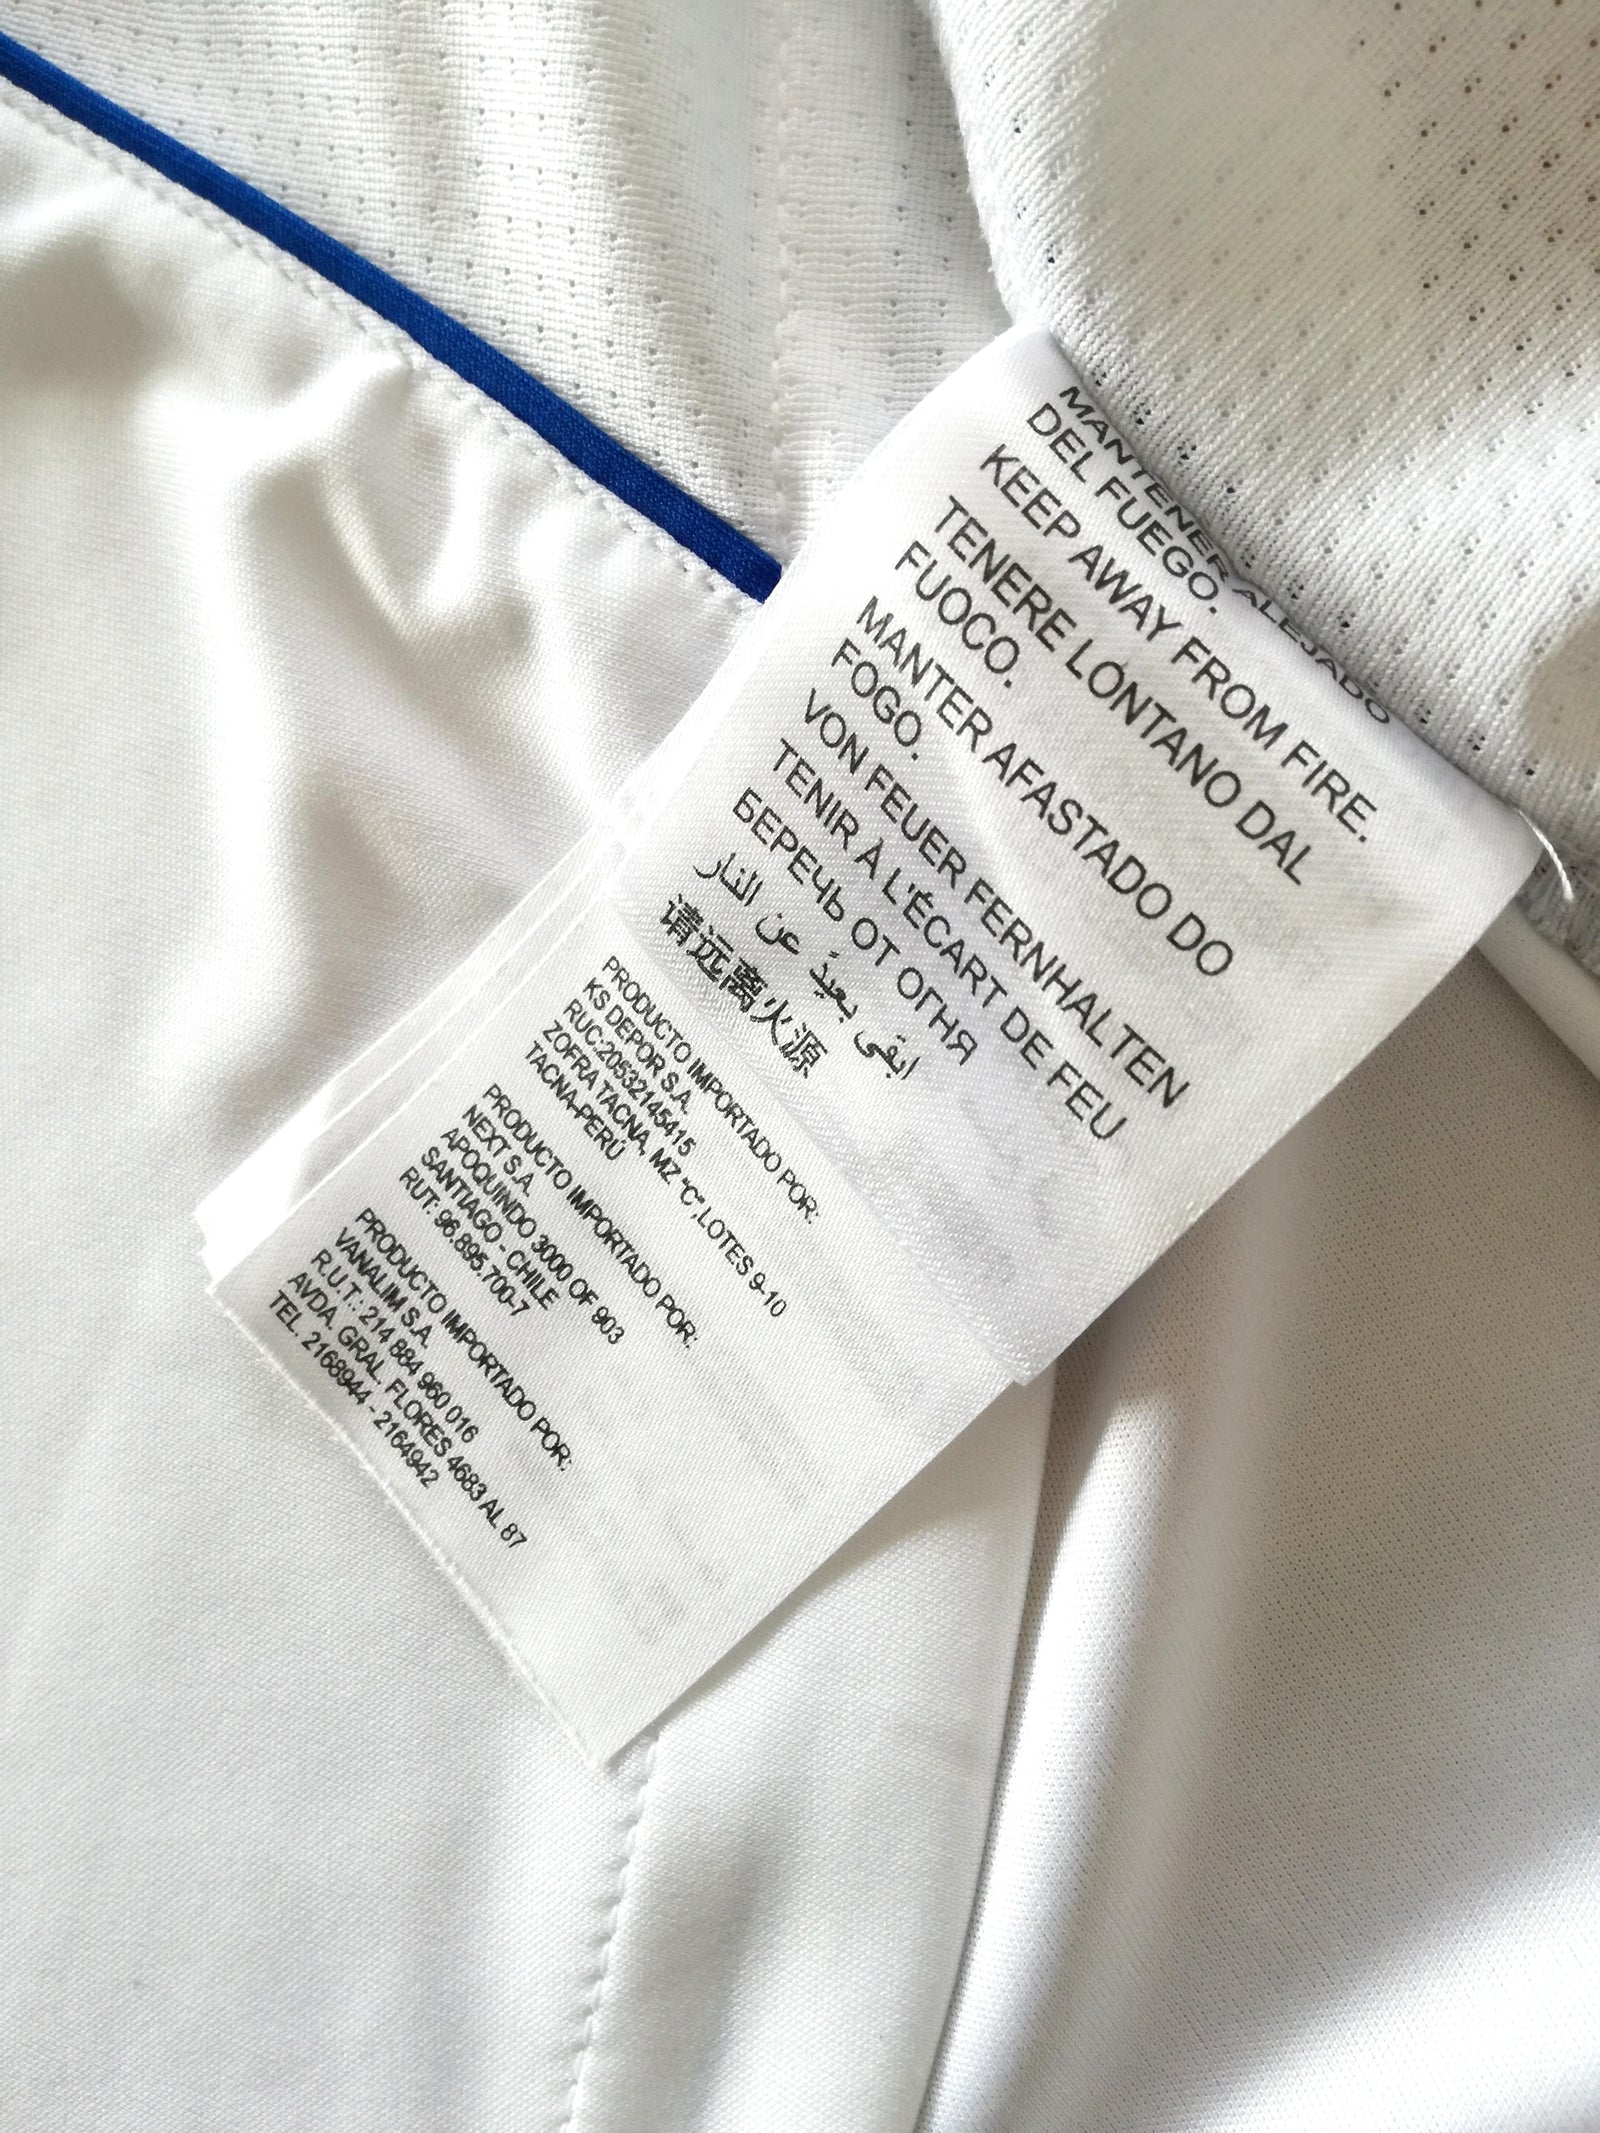 MANTENER ALEJADO
DEL FUEGO.
KEEP AWAY FROM FIRE.
TENERE LONTANO DAL
FUOCO.
MANTER AFASTADO DO
FOGO.
VON FEUER FERNHALTEN
TENIR À L'ÉCART DE FEU
БЕРЕЧЬ ОТ ОГНЯ
ابقى بعيدً عن النار
请远离火源
PRODUCTO IMPORTADO POR:
KS DEPOR S.A.
RUC:20532145415
ZOFRATACNA, MZ "C",LOTES 9-10
TACNA-PERÚ
PRODUCTO IMPORTADO POR:
NEXT S.A.
APOQUINDO 3000 OF 903
SANTIAGO - CHILE
RUT: 96.895.700-7
PRODUCTO IMPORTADO POR:
VANALIM S.A.
R.U.T.: 214 884 960 016
AVDA. GRAL. FLORES 4683 AL 87
TEL. 2168944 - 2164942